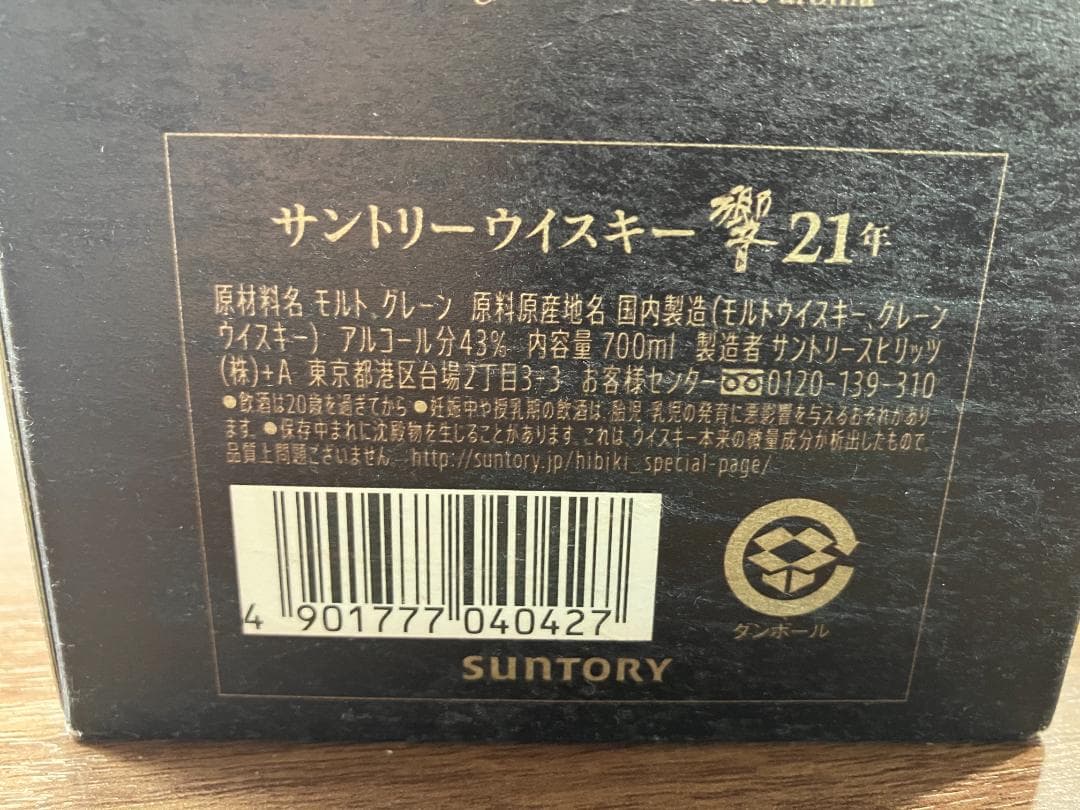 サントリーウイスキー 響 21年
原材料名 モルト、グレーン 原料原産地名 国内製造(モルトウイスキー、グレーン
ウイスキー) アルコール分43% 内容量 700ml 製造者 サントリースピリッツ
(株)±A 東京都港区台場2丁目3-3 お客様センター 0120-139-310
●飲酒は20歳を過ぎてから ●妊娠中や授乳期の飲酒は、胎児・乳児の発育に悪影響を与えるおそれがあり
ます。●保存中まれに沈殿物を生じることがあります。これは、ウイスキー本来の微量成分が析出したもので、
品質上問題ございません。 http://suntory.jp/hibiki_special-page/
4 901777 040427
ダンボール
SUNTORY